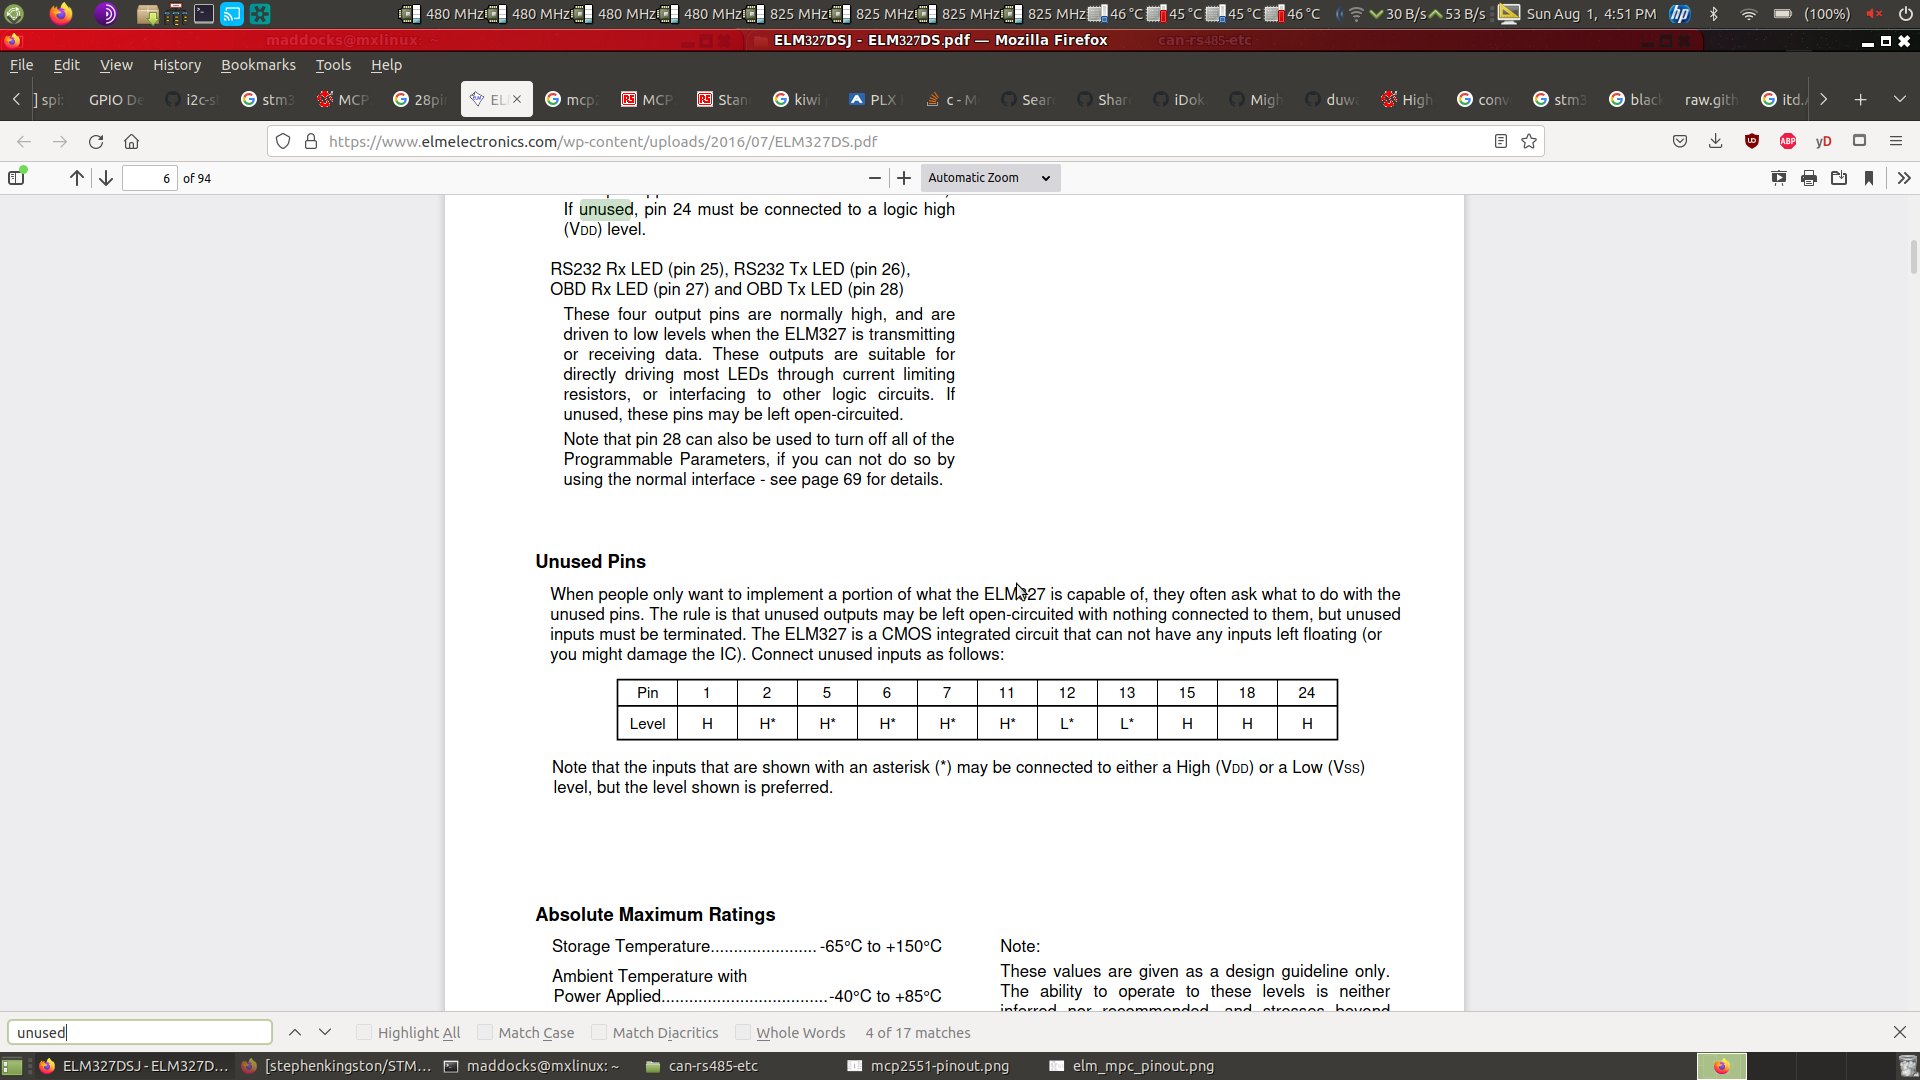 480 MHz 480 MHz 480 MHz 480 MHz 825 MHz 825 MHz 825 MHz 825 MHz 46 °C 45 °C 45 °C 46 °C 30 B/s 53 B/s Sun Aug 1, 4:51 PM (100%)
maddocks@mxlinux: ~ ELM327DSJ - ELM327DS.pdf — Mozilla Firefox can-rs485-etc
File Edit View History Bookmarks Tools Help
] spi: GPIO De i2c-s stm3 MCP 28pi EL mcp2 MCP Stan kiwi PLX c - M Sear Shar iDok Migh duwa High conv stm3 blac raw.gith itd.
https://www.elmelectronics.com/wp-content/uploads/2016/07/ELM327DS.pdf
6 of 94 Automatic Zoom
If unused, pin 24 must be connected to a logic high
(VDD) level.
RS232 Rx LED (pin 25), RS232 Tx LED (pin 26),
OBD Rx LED (pin 27) and OBD Tx LED (pin 28)
These four output pins are normally high, and are
driven to low levels when the ELM327 is transmitting
or receiving data. These outputs are suitable for
directly driving most LEDs through current limiting
resistors, or interfacing to other logic circuits. If
unused, these pins may be left open-circuited.
Note that pin 28 can also be used to turn off all of the
Programmable Parameters, if you can not do so by
using the normal interface - see page 69 for details.
Unused Pins
When people only want to implement a portion of what the ELM327 is capable of, they often ask what to do with the
unused pins. The rule is that unused outputs may be left open-circuited with nothing connected to them, but unused
inputs must be terminated. The ELM327 is a CMOS integrated circuit that can not have any inputs left floating (or
you might damage the IC). Connect unused inputs as follows:
Pin 1 2 5 6 7 11 12 13 15 18 24
Level H H* H* H* H* H* L* L* H H H
Note that the inputs that are shown with an asterisk (*) may be connected to either a High (VDD) or a Low (VSS)
level, but the level shown is preferred.
Absolute Maximum Ratings
Storage Temperature....................... -65°C to +150°C
Ambient Temperature with
Power Applied....................................-40°C to +85°C
Note:
These values are given as a design guideline only.
The ability to operate to these levels is neither
inferred nor recommended, and stresses beyond
unused Highlight All Match Case Match Diacritics Whole Words 4 of 17 matches
ELM327DSJ - ELM327D... [stephenkingston/STM... maddocks@mxlinux: ~ can-rs485-etc mcp2551-pinout.png elm_mpc_pinout.png